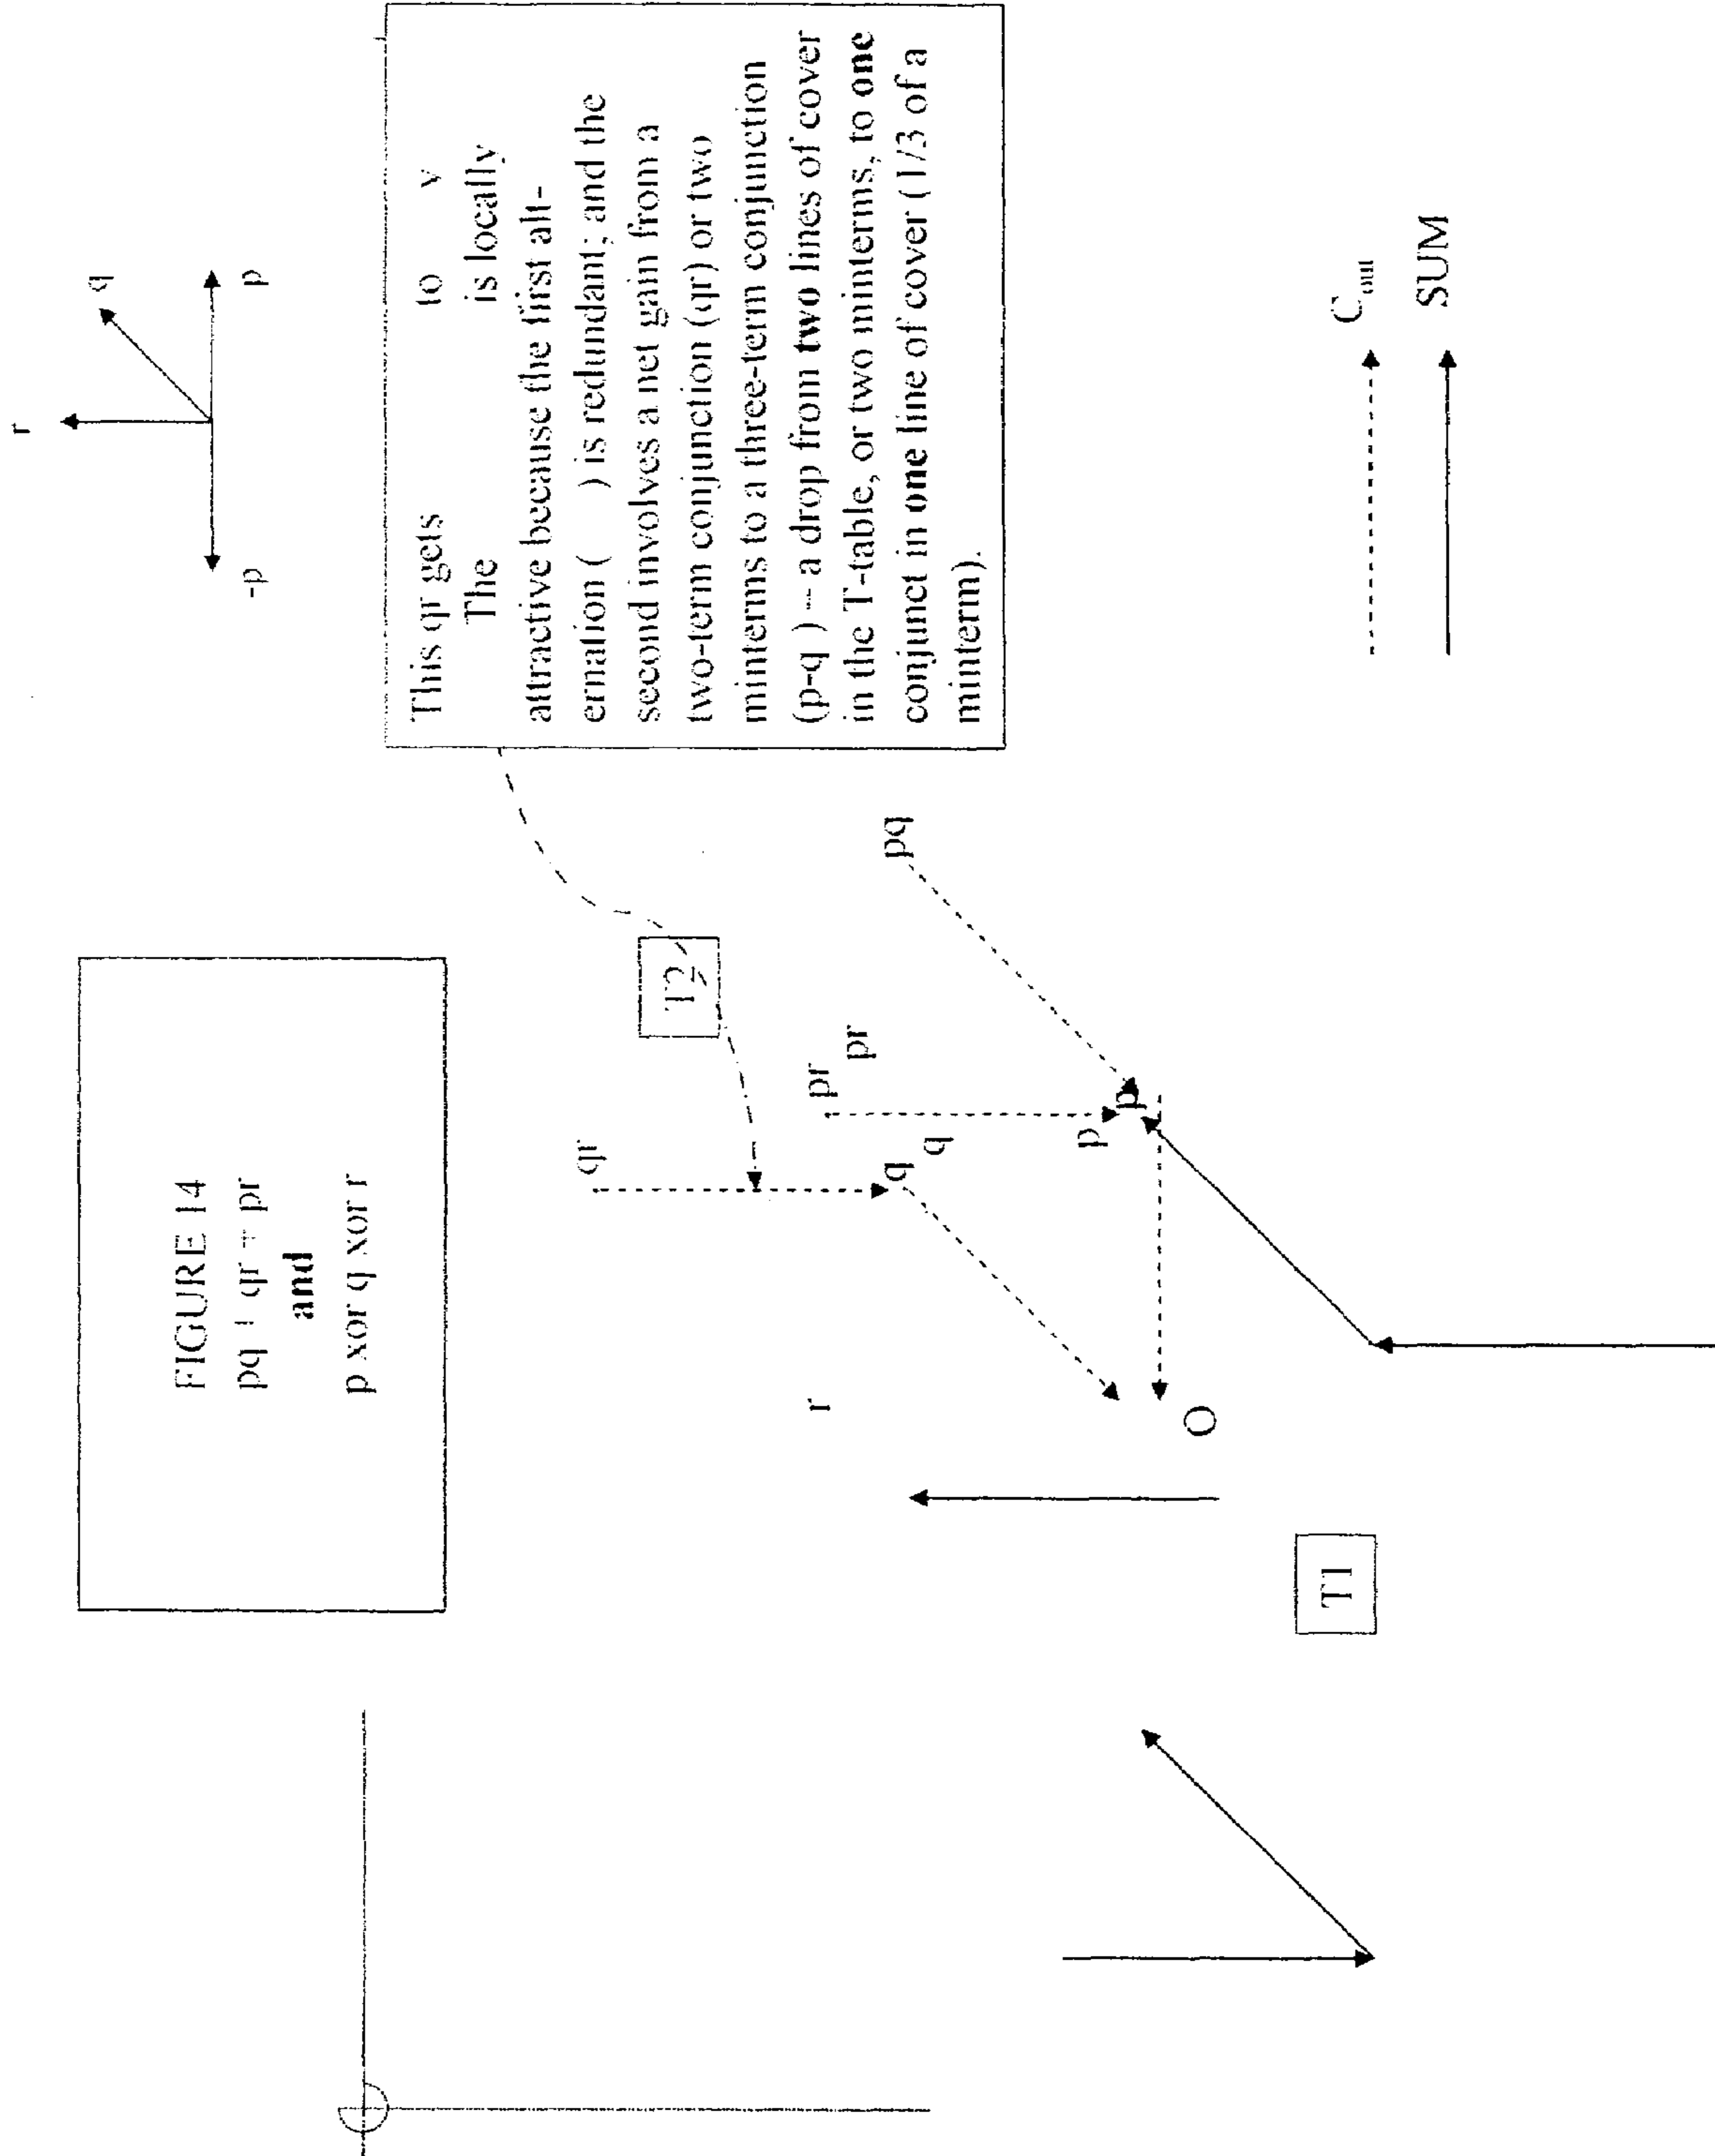 FIGURE 14
pq + qr + pr
and
p xor q xor r
r
q
-p
p
This qr gets to v
The is locally
attractive because the first alt-
ernation ( ) is redundant; and the
second involves a net gain from a
two-term conjunction (qr) or two
minterms to a three-term conjunction
(p-q ) – a drop from two lines of cover
in the T-table, or two minterms, to one
conjunct in one line of cover (1/3 of a
minterm).
T2
qr
pr
pr
pq
q
q
p
p
r
O
T1
Cout
SUM